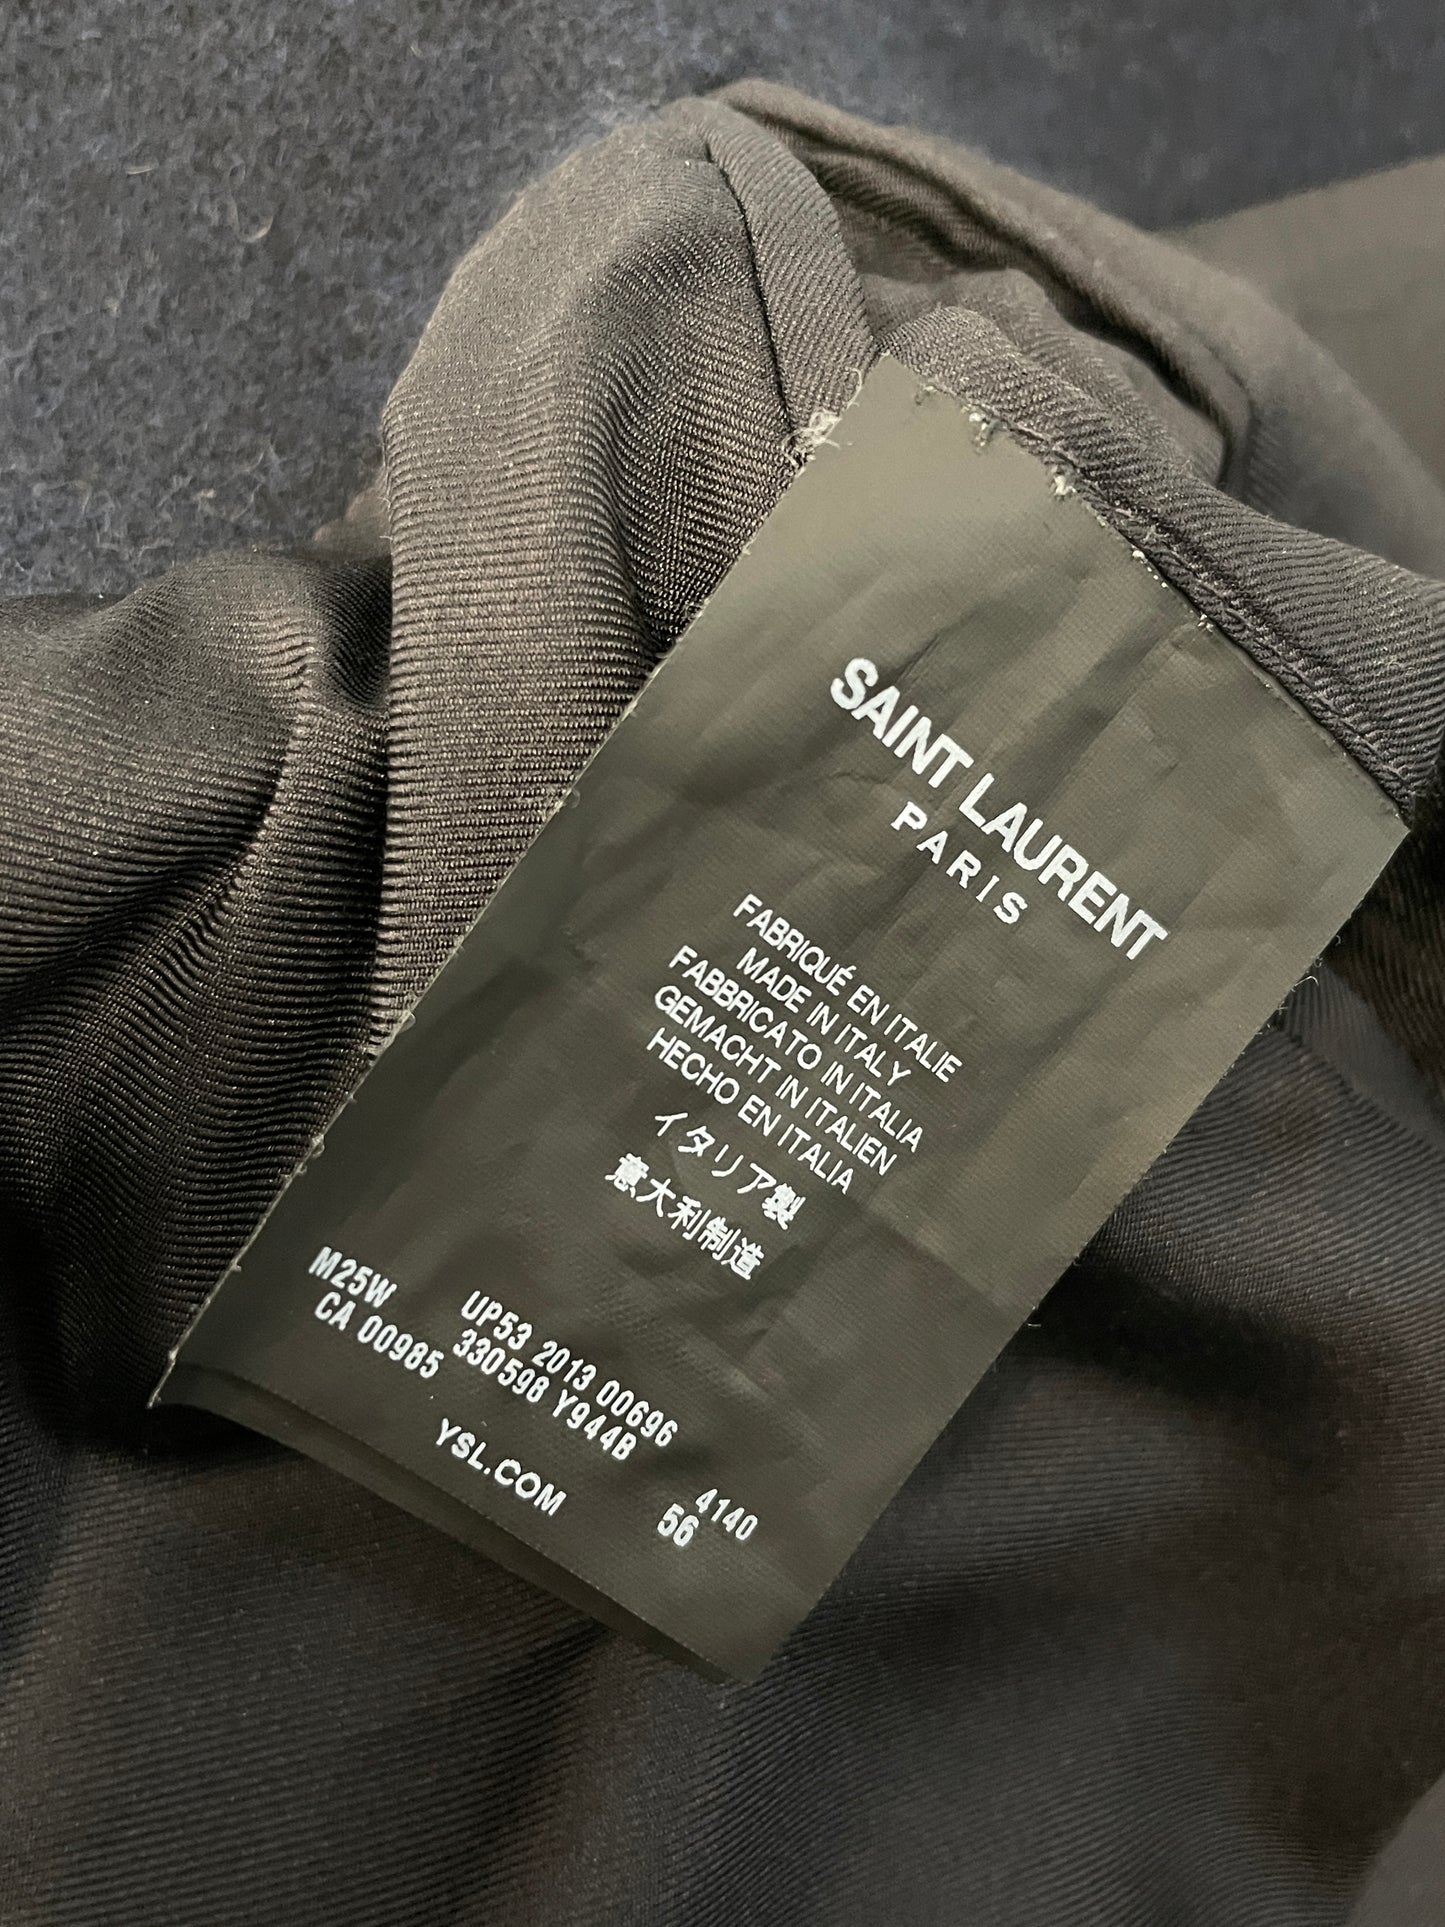 SAINT LAURENT
PARIS
FABRIQUÉ EN ITALIE
MADE IN ITALY
FABBRICATO IN ITALIA
GEMACHT IN ITALIEN
HECHO EN ITALIA
イタリア製
意大利制造
M25W UP53 2013 00696 4140
CA 00985 330598 Y944B 56
YSL.COM